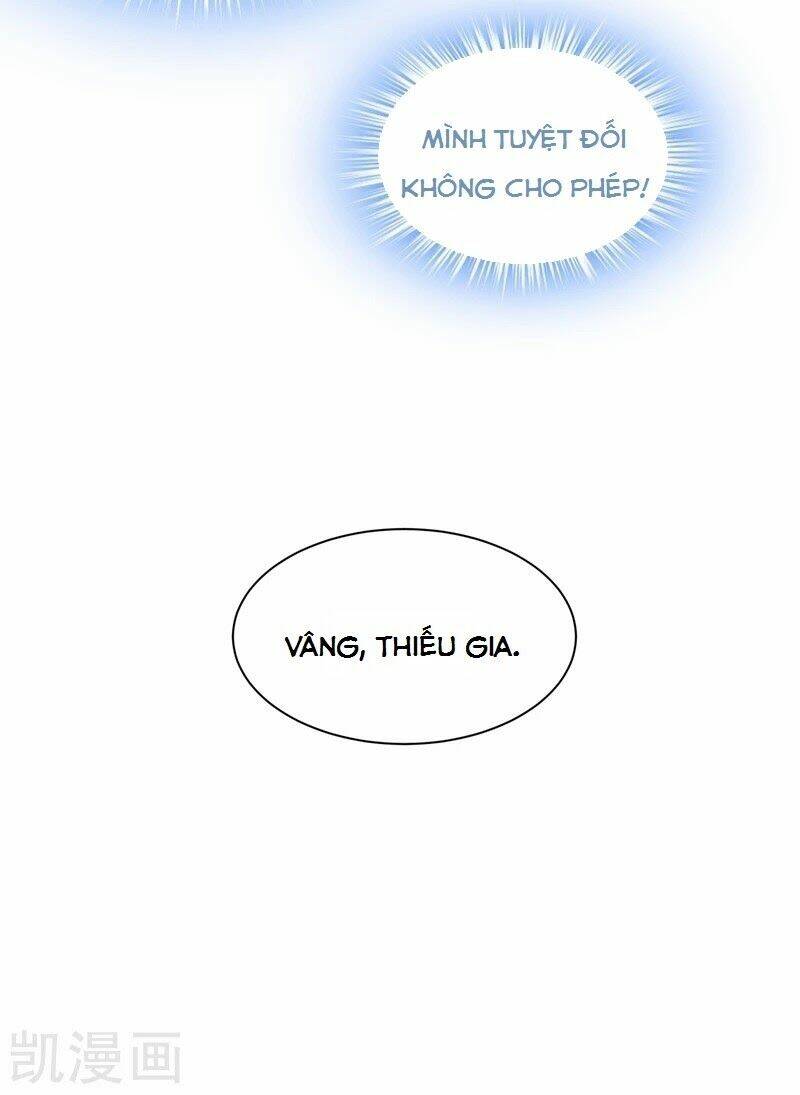 MÌNH TUYỆT ĐỐI
KHÔNG CHO PHÉP!
VÂNG, THIẾU GIA.
凯漫画